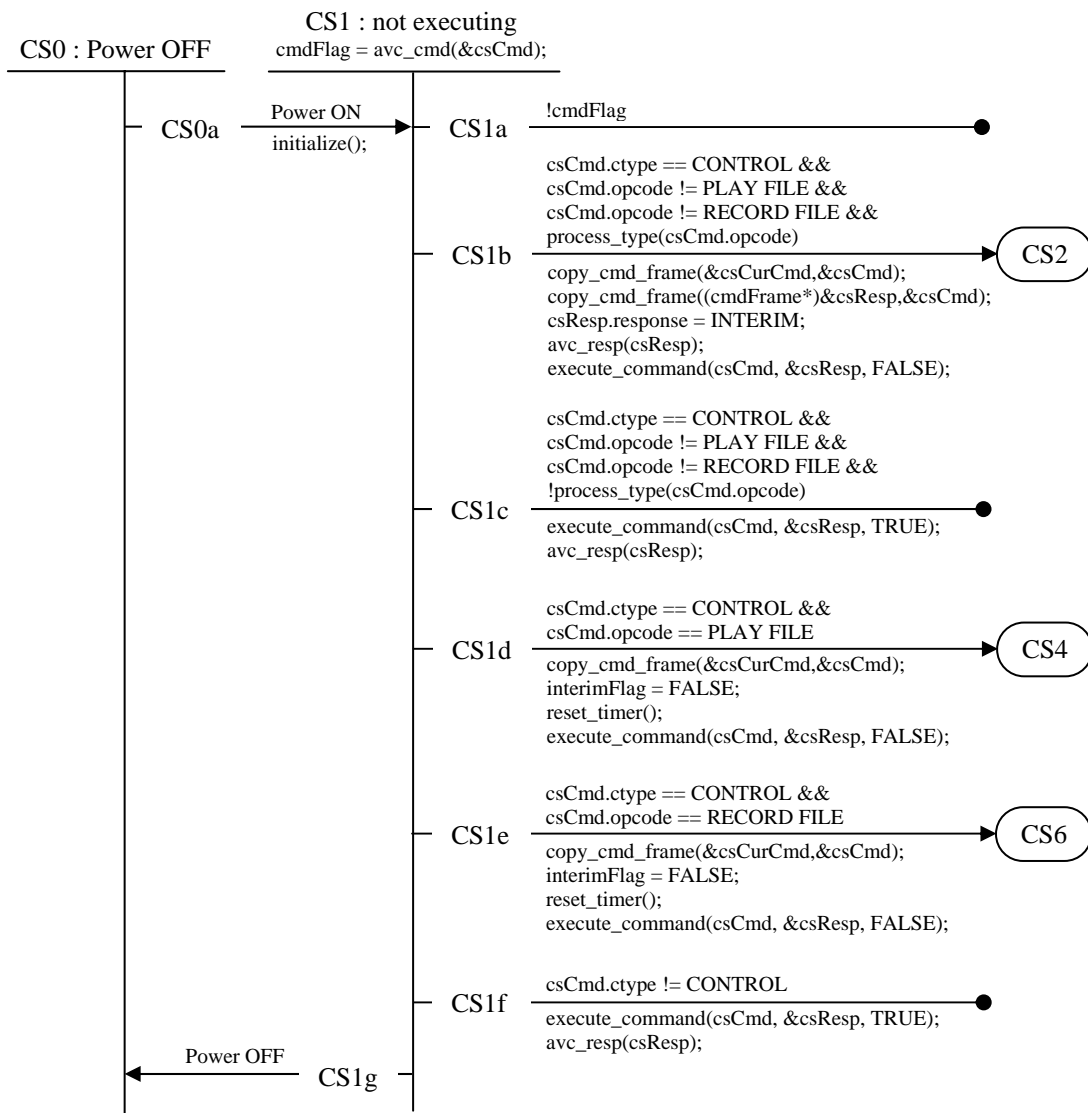 CS1 : not executing
cmdFlag = avc_cmd(&csCmd);
CS0 : Power OFF
CS0a
Power ON
initialize();
CS1a
!cmdFlag
csCmd.ctype == CONTROL &&
csCmd.opcode != PLAY FILE &&
csCmd.opcode != RECORD FILE &&
process_type(csCmd.opcode)
CS1b
CS2
copy_cmd_frame(&csCurCmd,&csCmd);
copy_cmd_frame((cmdFrame*)&csResp,&csCmd);
csResp.response = INTERIM;
avc_resp(csResp);
execute_command(csCmd, &csResp, FALSE);
csCmd.ctype == CONTROL &&
csCmd.opcode != PLAY FILE &&
csCmd.opcode != RECORD FILE &&
!process_type(csCmd.opcode)
CS1c
execute_command(csCmd, &csResp, TRUE);
avc_resp(csResp);
csCmd.ctype == CONTROL &&
csCmd.opcode == PLAY FILE
CS1d
CS4
copy_cmd_frame(&csCurCmd,&csCmd);
interimFlag = FALSE;
reset_timer();
execute_command(csCmd, &csResp, FALSE);
csCmd.ctype == CONTROL &&
csCmd.opcode == RECORD FILE
CS1e
CS6
copy_cmd_frame(&csCurCmd,&csCmd);
interimFlag = FALSE;
reset_timer();
execute_command(csCmd, &csResp, FALSE);
csCmd.ctype != CONTROL
CS1f
execute_command(csCmd, &csResp, TRUE);
avc_resp(csResp);
Power OFF
CS1g